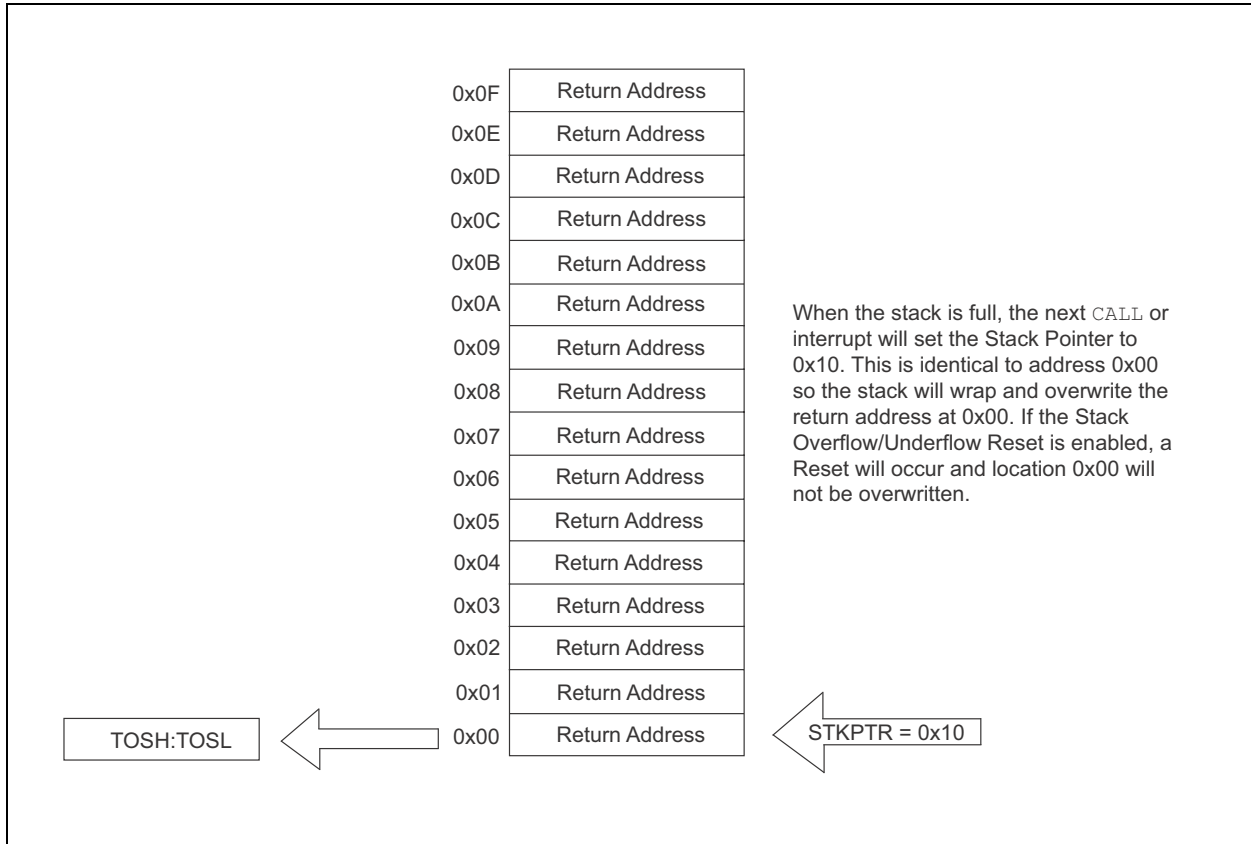 0x0F Return Address
0x0E Return Address
0x0D Return Address
0x0C Return Address
0x0B Return Address
0x0A Return Address
0x09 Return Address
0x08 Return Address
0x07 Return Address
0x06 Return Address
0x05 Return Address
0x04 Return Address
0x03 Return Address
0x02 Return Address
0x01 Return Address
TOSH:TOSL 0x00 Return Address STKPTR = 0x10
When the stack is full, the next CALL or
interrupt will set the Stack Pointer to
0x10. This is identical to address 0x00
so the stack will wrap and overwrite the
return address at 0x00. If the Stack
Overflow/Underflow Reset is enabled, a
Reset will occur and location 0x00 will
not be overwritten.